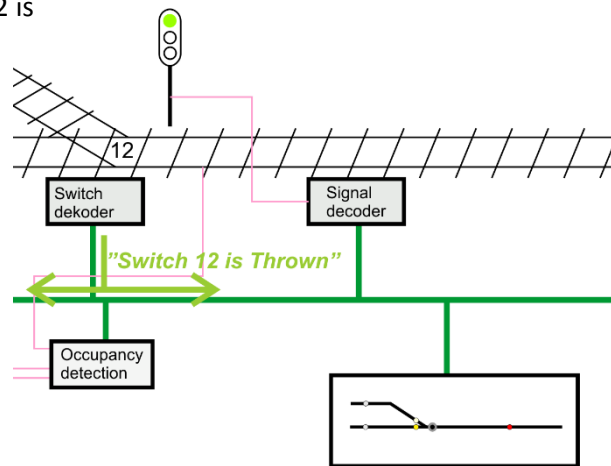 2 is
12
Switch
dekoder
Signal
decoder
”Switch 12 is Thrown”
Occupancy
detection